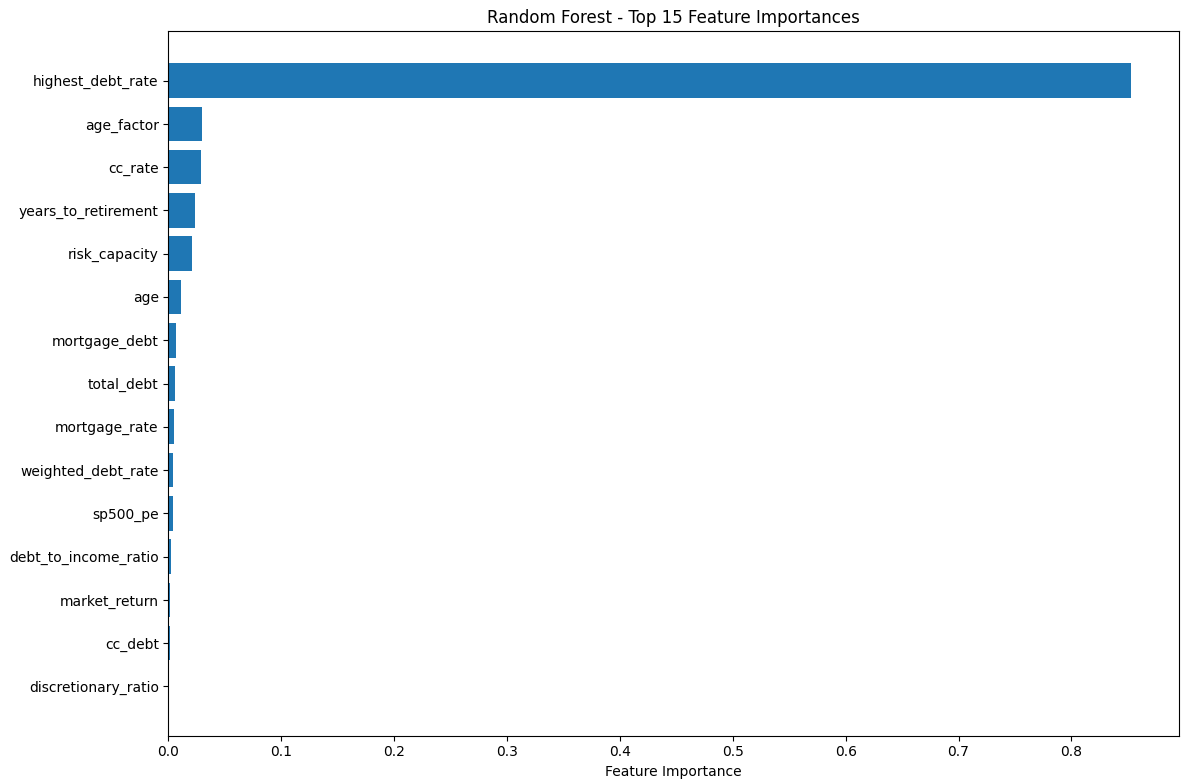 Random Forest - Top 15 Feature Importances
highest_debt_rate
age_factor
cc_rate
years_to_retirement
risk_capacity
age
mortgage_debt
total_debt
mortgage_rate
weighted_debt_rate
sp500_pe
debt_to_income_ratio
market_return
cc_debt
discretionary_ratio
0.0 0.1 0.2 0.3 0.4 0.5 0.6 0.7 0.8
Feature Importance